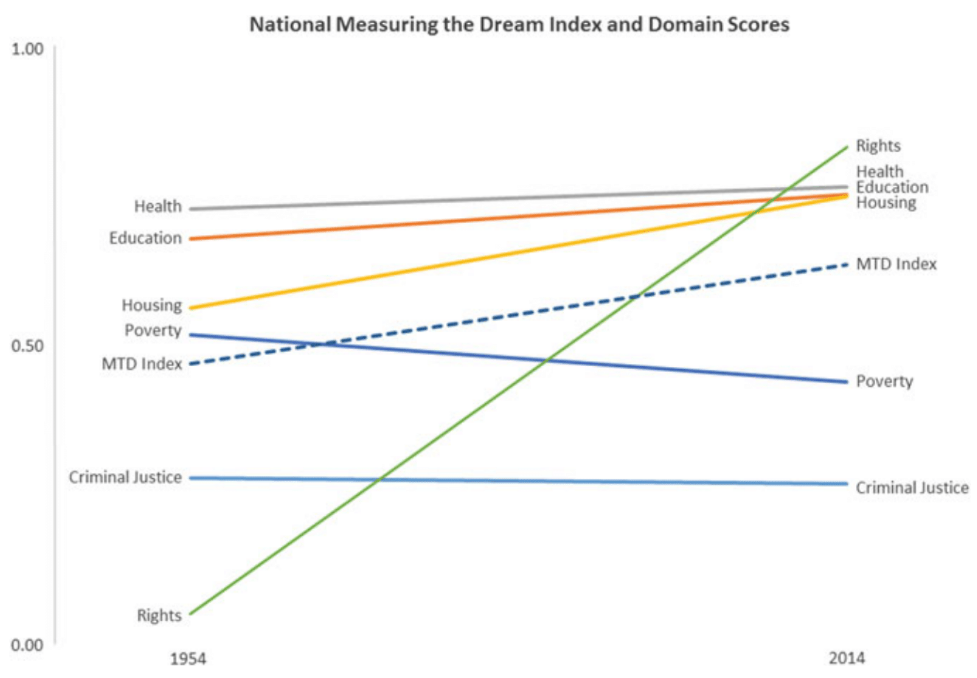 National Measuring the Dream Index and Domain Scores
1.00
Rights
Health
Health
Education
Housing
Education
MTD Index
Housing
Poverty
0.50
MTD Index
Poverty
Criminal Justice
Criminal Justice
Rights
0.00
1954
2014